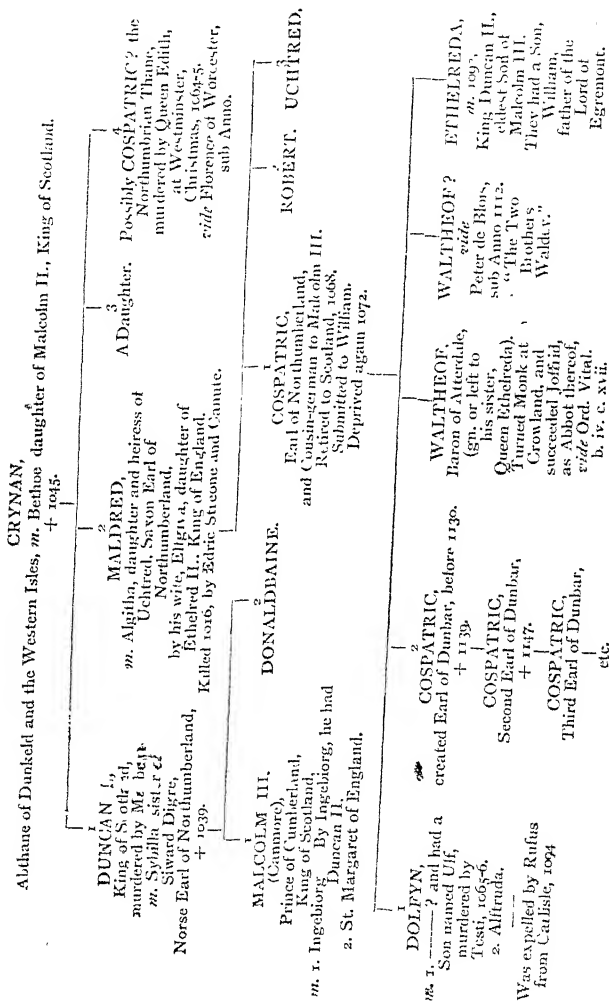 CRYNAN,
Abthane of Dunkeld and the Western Isles, m. Bethoc daughter of Malcolm II., King of Scotland.
+ 1045.
1
DUNCAN I.,
King of Scotland,
murdered by
m. Sybilla sister of
Siward Digre,
Norse Earl of Northumberland,
+ 1039.
2
MALDRED,
m. Algitha, daughter and heiress of
Uchtred, Saxon Earl of
Northumberland,
by his wife, Elfgiva, daughter of
Ethelred II., King of England.
Killed 1016, by Edric Streone and Canute.
3
A Daughter.
4
Possibly COSPATRIC? the
Northumbrian Thane,
murdered by Queen Edith,
at Westminster,
Christmas, 1064-5.
vide Florence of Worcester,
sub Anno.
1
MALCOLM III.
(Canmore),
Prince of Cumberland,
King of Scotland,
m. 1. Ingebiorg By Ingebiorg, he had
Duncan II.
2. St. Margaret of England.
2
DONALDBAINE.
1
COSPATRIC,
Earl of Northumberland,
and Cousin-german to Malcolm III.
Retired to Scotland, 1068.
Submitted to William.
Deprived again 1072.
2
ROBERT.
3
UCHTRED.
1
DOLFYN,
m. 1. ——? and had a
Son named Ulf,
murdered by
Tosti, 1065-6.
2. Alftruda.
Was expelled by Rufus
from Carlisle, 1094
2
COSPATRIC,
created Earl of Dunbar, before 1130.
+ 1139.
COSPATRIC,
Second Earl of Dunbar,
+ 1147.
COSPATRIC,
Third Earl of Dunbar,
etc.
WALTHEOF,
Baron of Atterdale,
(gn. or left to
his sister,
Queen Ethelreda).
Turned Monk at
Crowland, and
succeeded Joffrid,
as Abbot thereof,
vide Ord. Vital.
b. iv. c. xvii.
WALTHEOF?
vide
Peter de Blois,
sub Anno 1112.
"The Two
Brothers
ETHELREDA,
m.
King Duncan II.,
eldest Son of
Malcolm III.
They had a Son,
William,
father of the
Lord of
Egremont.